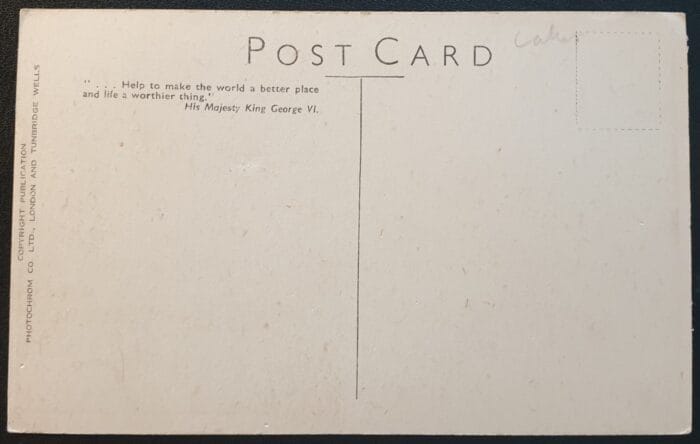 POST CARD
". . . Help to make the world a better place
and life a worthier thing."
His Majesty King George VI.
COPYRIGHT PUBLICATION
PHOTOCHROM CO. LTD., LONDON AND TUNBRIDGE WELLS